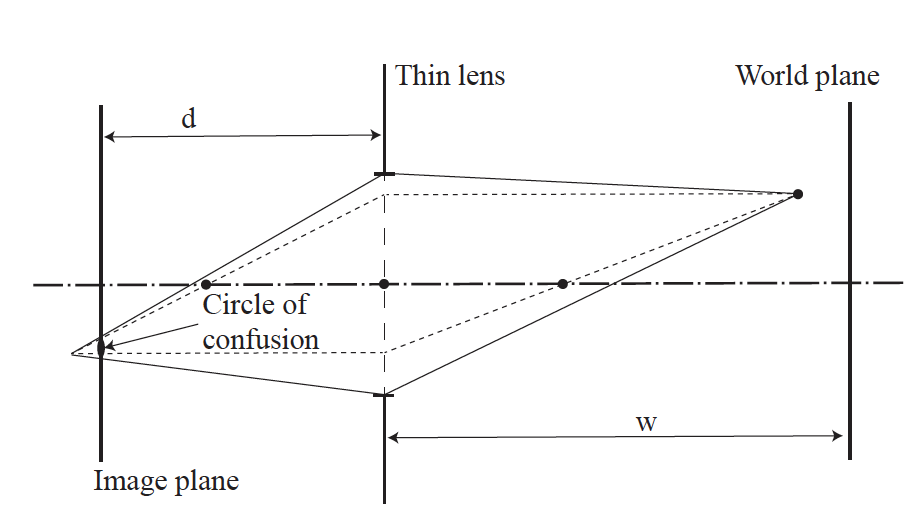 Thin lens
World plane
d
Circle of
confusion
w
Image plane